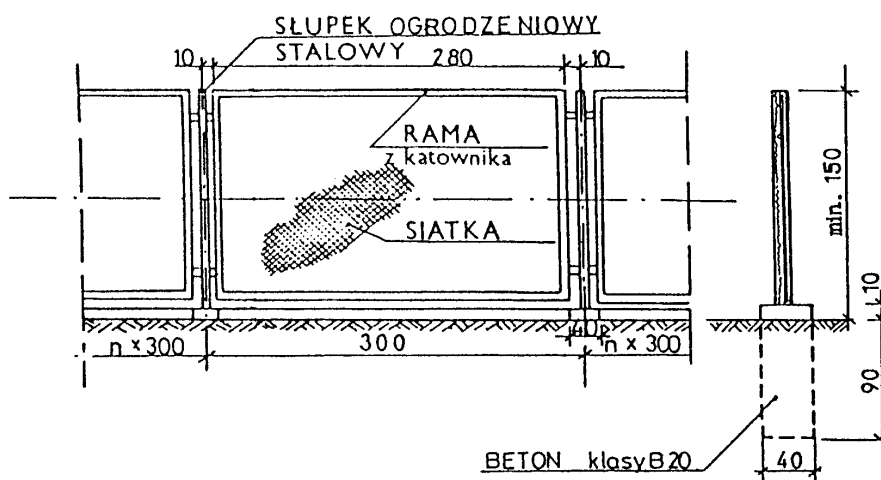 SŁUPEK OGRODZENIOWY
STALOWY
10
280
10
RAMA
z katownika
SIATKA
min. 150
10
40
n × 300
300
n × 300
90
BETON klasy B20
40